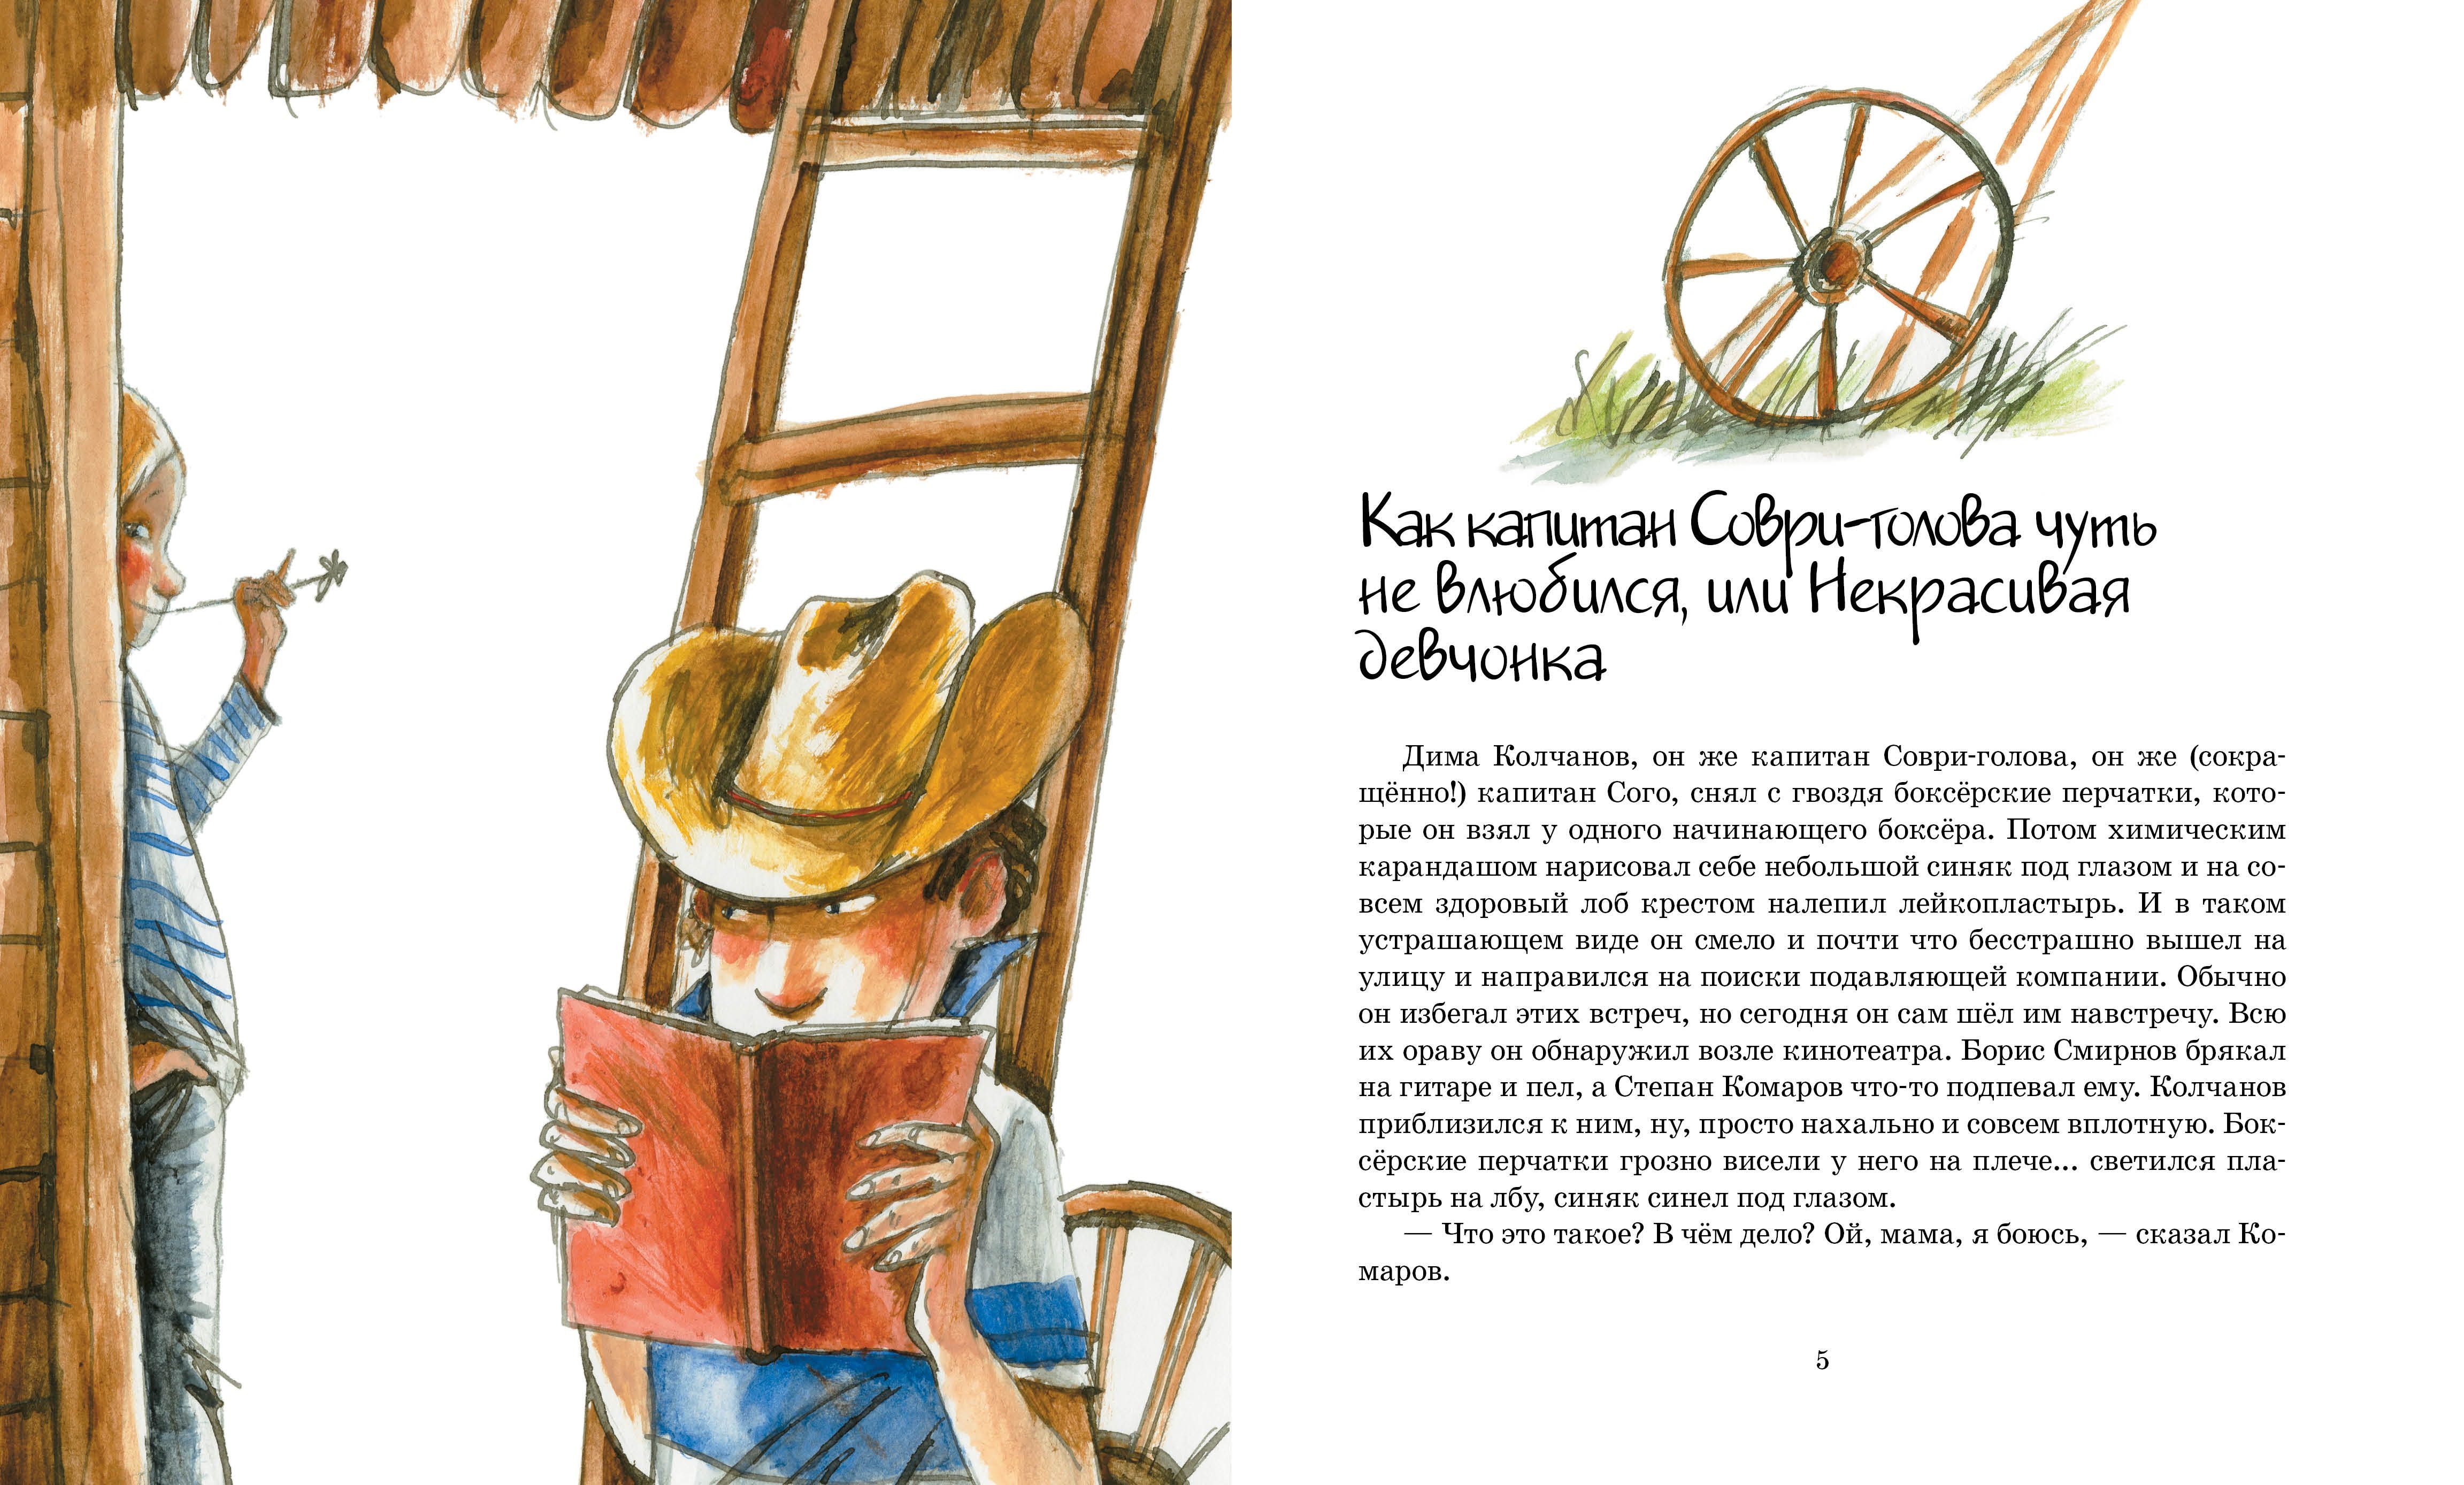 Как капитан Соври-голова чуть
не влюбился, или Некрасивая
девчонка
Дима Колчанов, он же капитан Соври-голова, он же (сокра-
щённо!) капитан Сого, снял с гвоздя боксёрские перчатки, кото-
рые он взял у одного начинающего боксёра. Потом химическим
карандашом нарисовал себе небольшой синяк под глазом и на со-
всем здоровый лоб крестом налепил лейкопластырь. И в таком
устрашающем виде он смело и почти что бесстрашно вышел на
улицу и направился на поиски подавляющей компании. Обычно
он избегал этих встреч, но сегодня он сам шёл им навстречу. Всю
их ораву он обнаружил возле кинотеатра. Борис Смирнов брякал
на гитаре и пел, а Степан Комаров что-то подпевал ему. Колчанов
приблизился к ним, ну, просто нахально и совсем вплотную. Бок-
сёрские перчатки грозно висели у него на плече... светился пла-
стырь на лбу, синяк синел под глазом.
— Что это такое? В чём дело? Ой, мама, я боюсь, — сказал Ко-
маров.
5